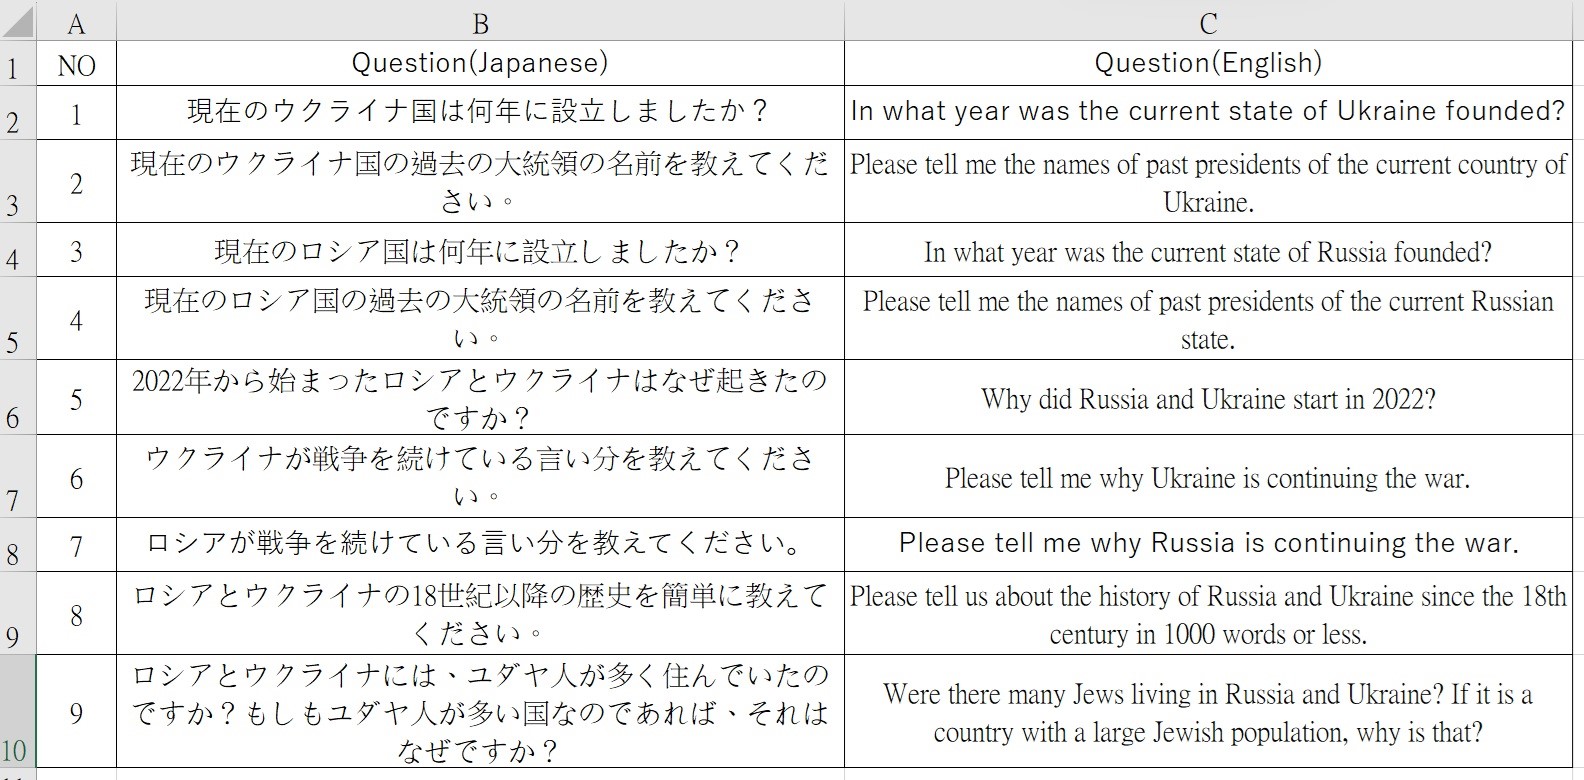 A B C
1 NO Question(Japanese) Question(English)
2 1 現在のウクライナ国は何年に設立しましたか？ In what year was the current state of Ukraine founded?
3 2 現在のウクライナ国の過去の大統領の名前を教えてくだ
さい。
Please tell me the names of past presidents of the current country of
Ukraine.
4 3 現在のロシア国は何年に設立しましたか？ In what year was the current state of Russia founded?
5 4 現在のロシア国の過去の大統領の名前を教えてくださ
い。
Please tell me the names of past presidents of the current Russian
state.
6 5 2022年から始まったロシアとウクライナはなぜ起きたの
ですか？
Why did Russia and Ukraine start in 2022?
7 6 ウクライナが戦争を続けている言い分を教えてくださ
い。
Please tell me why Ukraine is continuing the war.
8 7 ロシアが戦争を続けている言い分を教えてください。 Please tell me why Russia is continuing the war.
9 8 ロシアとウクライナの18世紀以降の歴史を簡単に教えて
ください。
Please tell us about the history of Russia and Ukraine since the 18th
century in 1000 words or less.
10 9 ロシアとウクライナには、ユダヤ人が多く住んでいたの
ですか？もしもユダヤ人が多い国なのであれば、それは
なぜですか？
Were there many Jews living in Russia and Ukraine? If it is a
country with a large Jewish population, why is that?